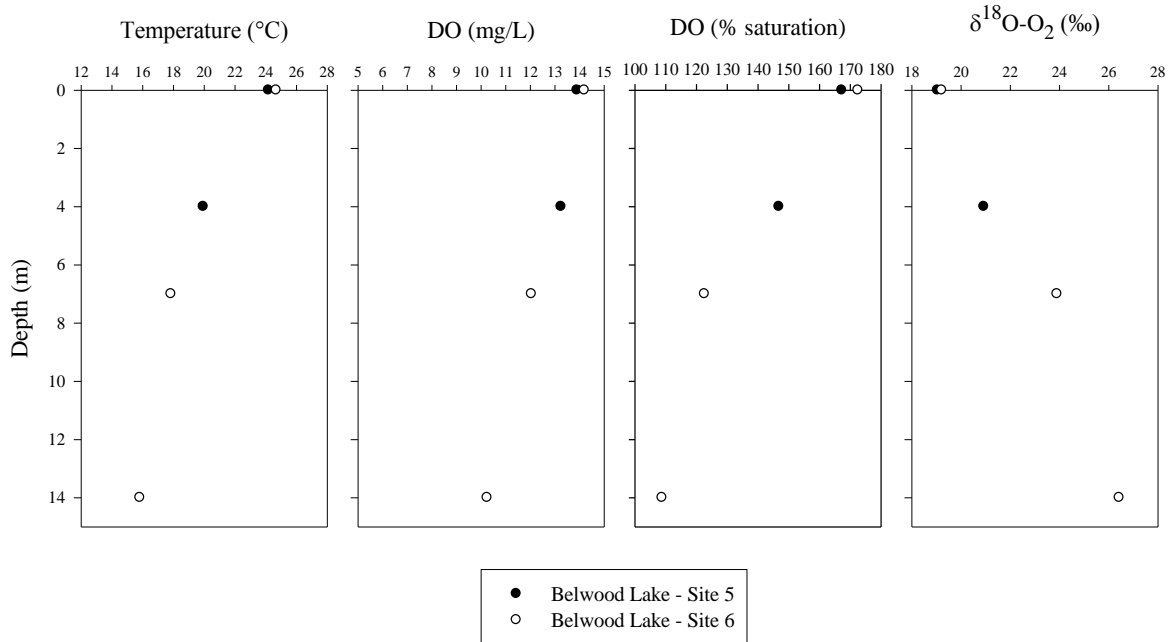 Temperature (°C)
DO (mg/L)
DO (% saturation)
δ18O-O2 (‰)
12 14 16 18 20 22 24 26 28
5 6 7 8 9 10 11 12 13 14 15
100 110 120 130 140 150 160 170 180
18 20 22 24 26 28
0
2
4
6
8
10
12
14
Depth (m)
Belwood Lake - Site 5
Belwood Lake - Site 6